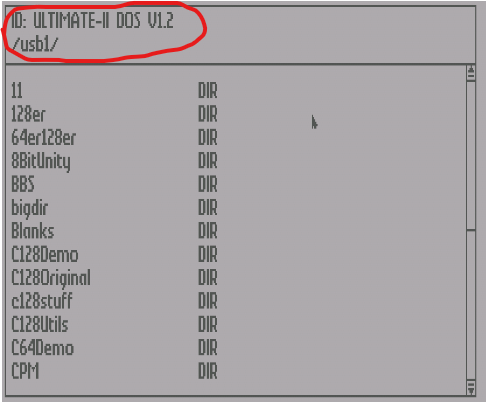 ID: ULTIMATE-II DOS V1.2
/usb1/
11 DIR
128er DIR
64er128er DIR
8BitUnity DIR
BBS DIR
bigdir DIR
Blanks DIR
C128Demo DIR
C128Original DIR
c128stuff DIR
C128Utils DIR
C64Demo DIR
CPM DIR